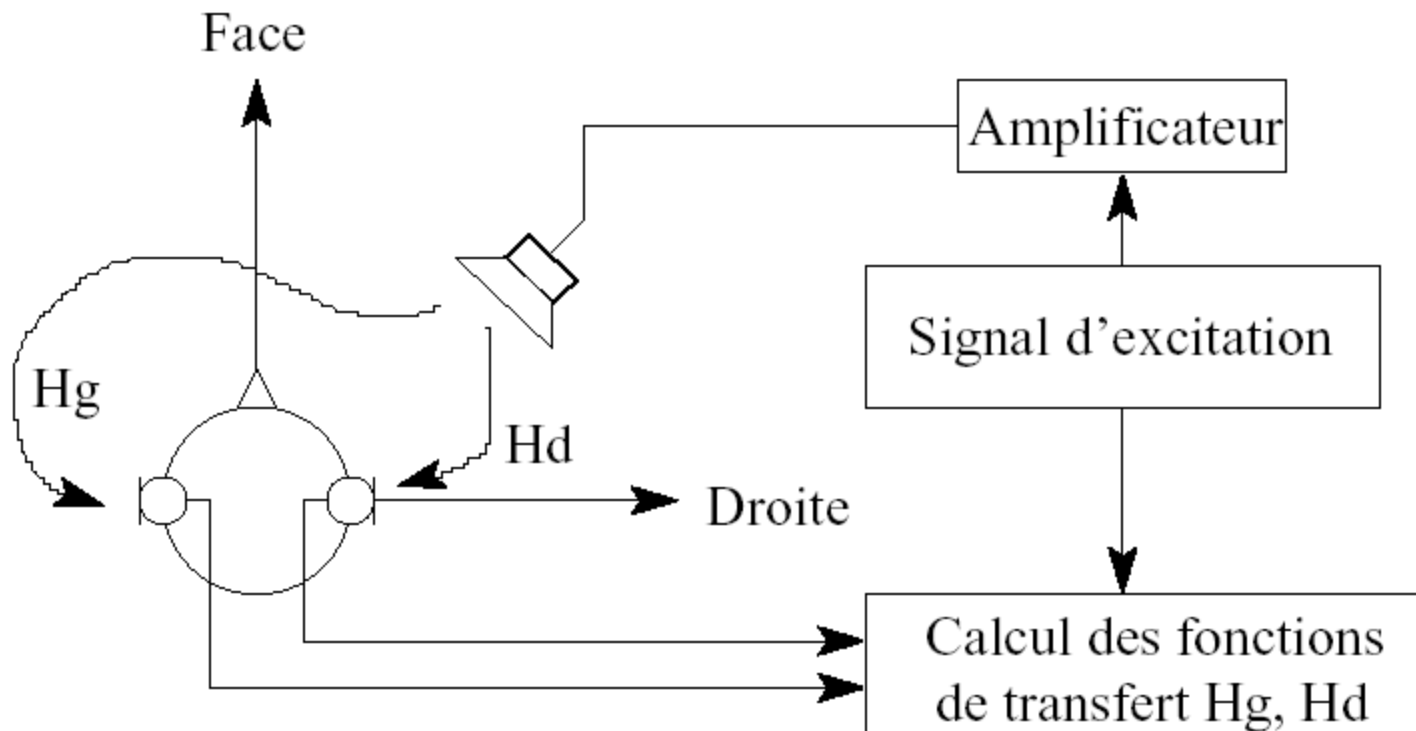 Face
Amplificateur
Signal d’excitation
Hg
Hd
Droite
Calcul des fonctions
de transfert Hg, Hd